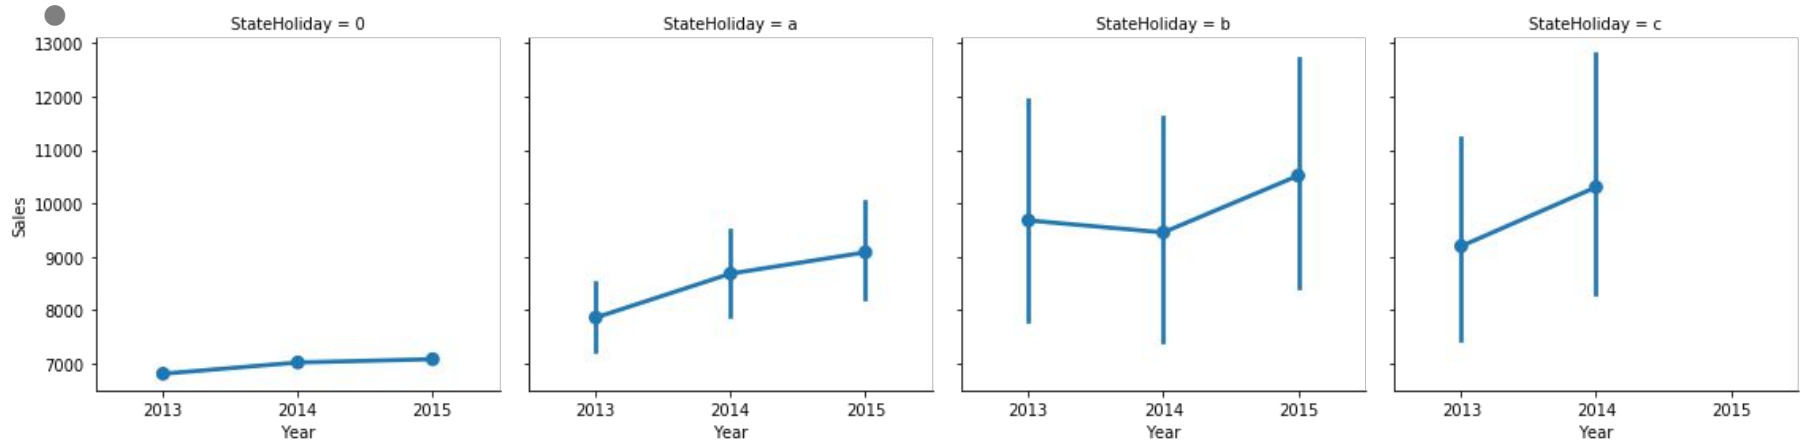 StateHoliday = 0
StateHoliday = a
StateHoliday = b
StateHoliday = c
13000
12000
11000
10000
9000
8000
7000
Sales
2013 2014 2015
2013 2014 2015
2013 2014 2015
2013 2014 2015
Year
Year
Year
Year